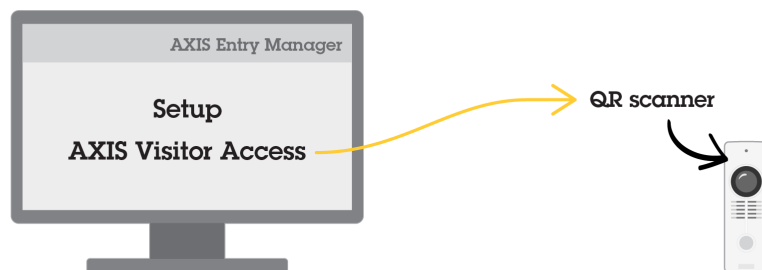 AXIS Entry Manager
Setup
AXIS Visitor Access
QR scanner